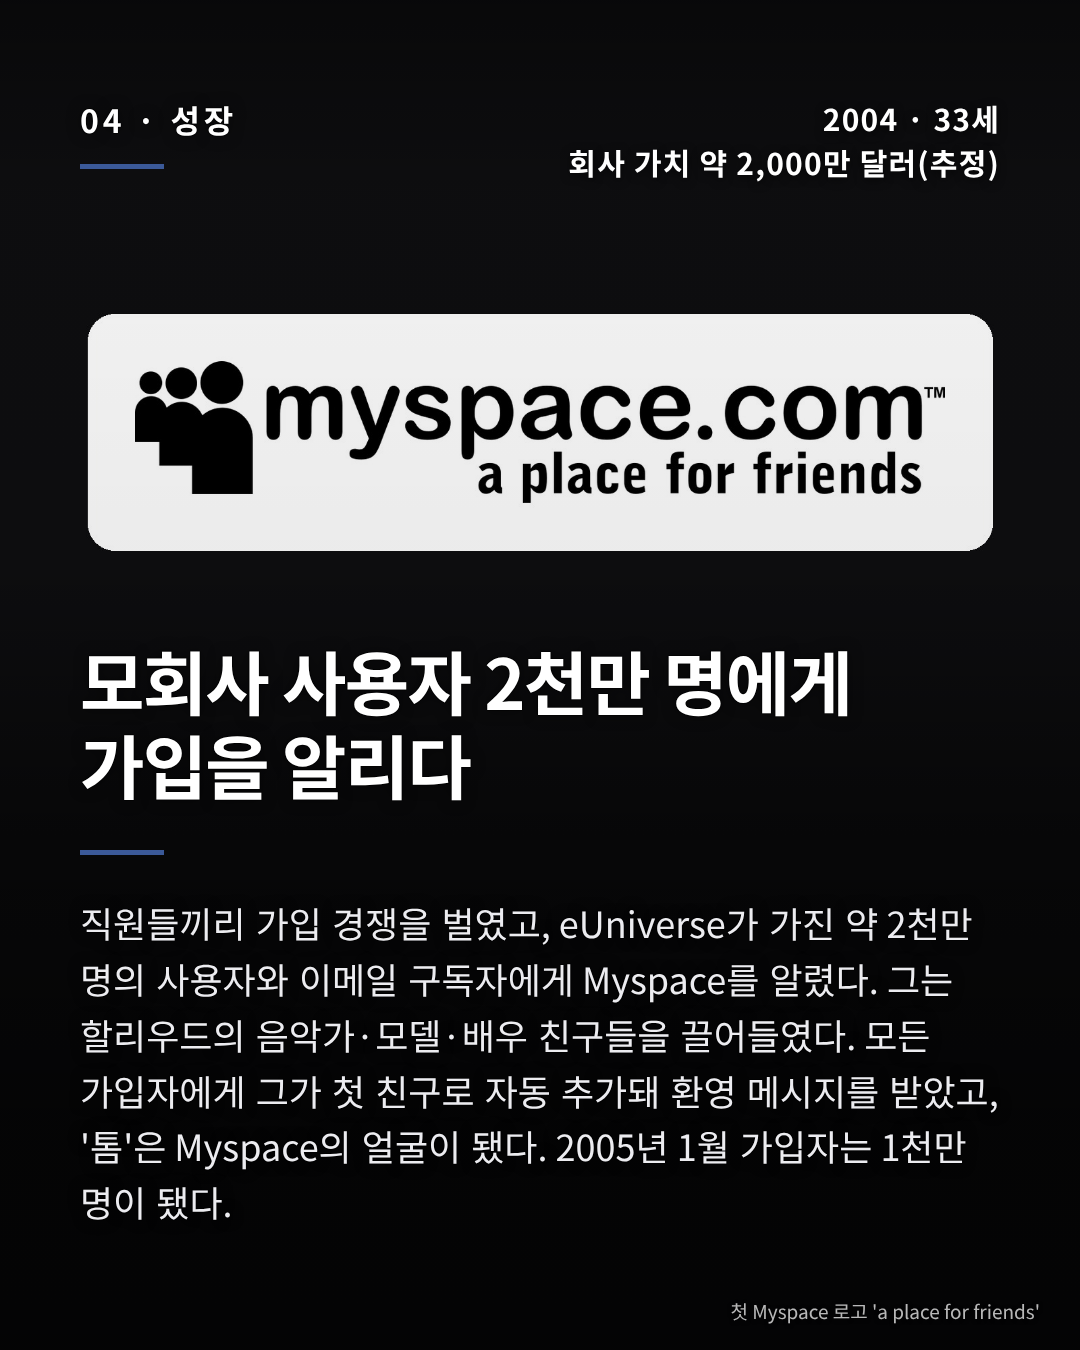 04 · 성장
2004 · 33세
회사 가치 약 2,000만 달러(추정)
myspace.com™
a place for friends
모회사 사용자 2천만 명에게
가입을 알리다
직원들끼리 가입 경쟁을 벌였고, eUniverse가 가진 약 2천만
명의 사용자와 이메일 구독자에게 Myspace를 알렸다. 그는
할리우드의 음악가·모델·배우 친구들을 끌어들였다. 모든
가입자에게 그가 첫 친구로 자동 추가돼 환영 메시지를 받았고,
'톰'은 Myspace의 얼굴이 됐다. 2005년 1월 가입자는 1천만
명이 됐다.
첫 Myspace 로고 'a place for friends'